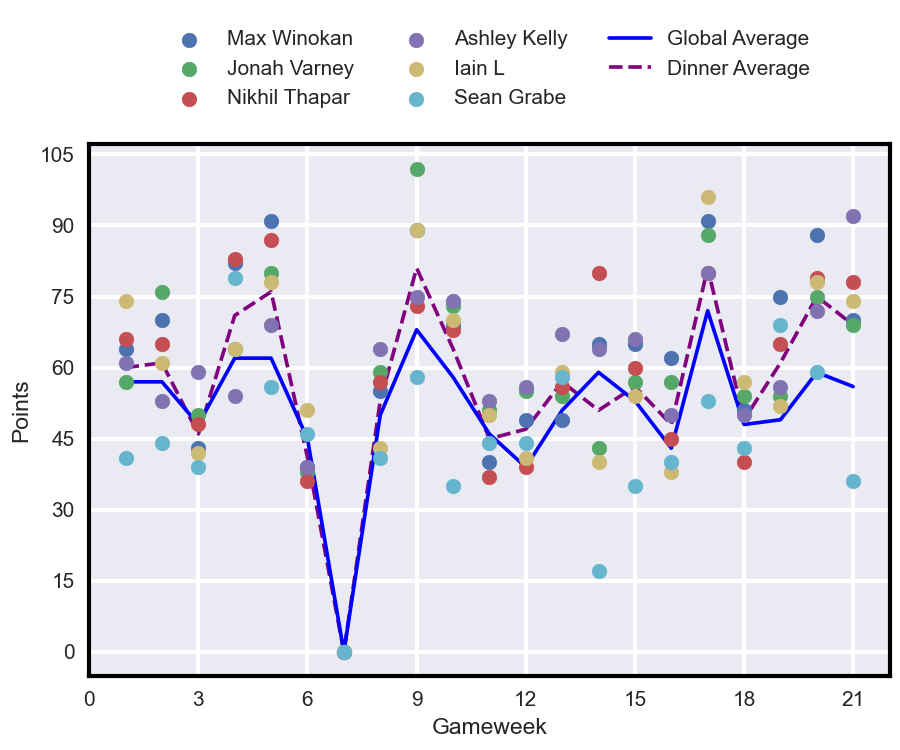 Max Winokan
Jonah Varney
Nikhil Thapar
Ashley Kelly
Iain L
Sean Grabe
Global Average
Dinner Average
105
90
75
60
45
30
15
0
Points
0 3 6 9 12 15 18 21
Gameweek